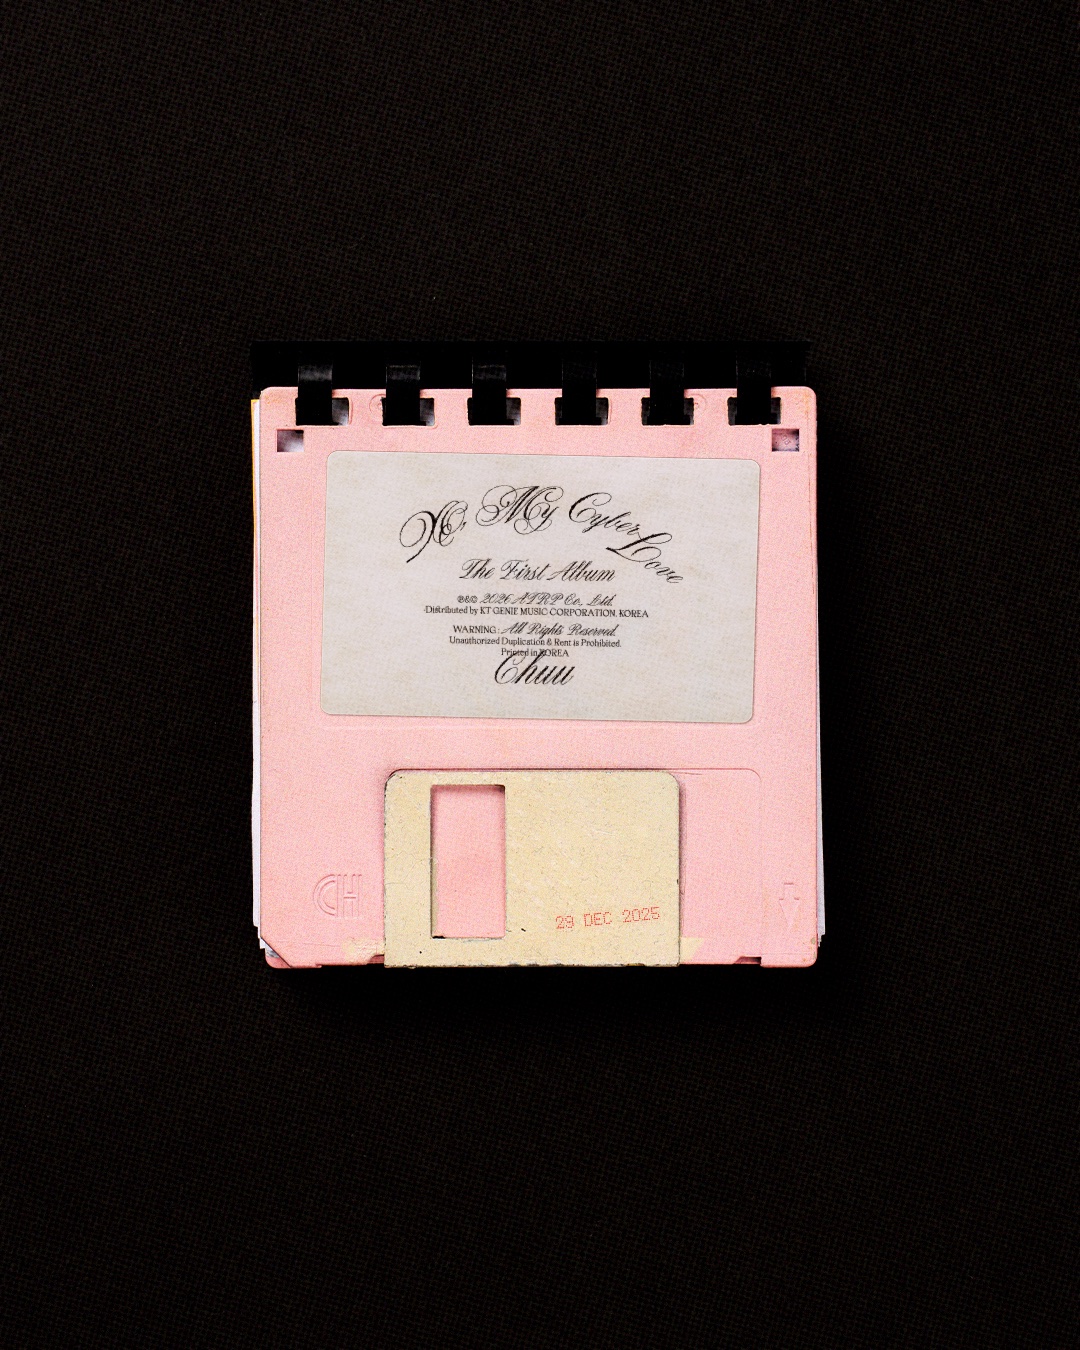 XO, My Cyber Love
The First Album
℗&© 2026 ATRP Co., Ltd.
Distributed by KT GENIE MUSIC CORPORATION, KOREA
WARNING: All Rights Reserved.
Unauthorized Duplication & Rent is Prohibited.
Printed in KOREA
Chuu
CH
29 DEC 2025